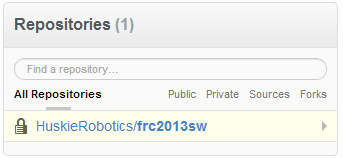 Repositories (1)
Find a repository...
All Repositories Public Private Sources Forks
HuskieRobotics/frc2013sw